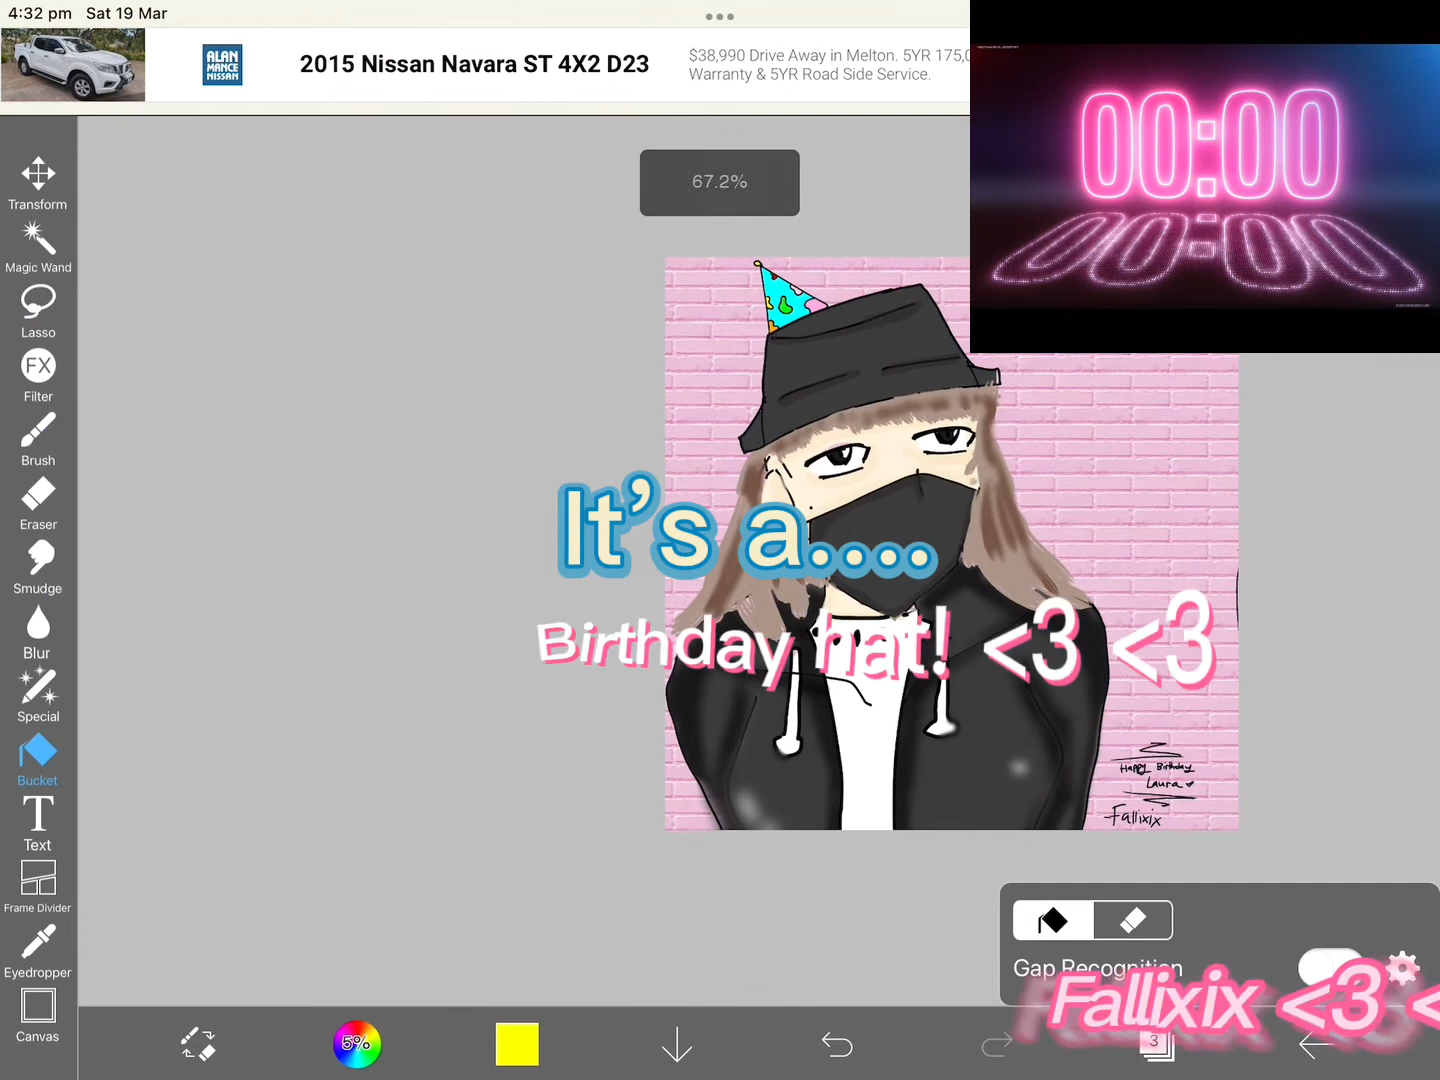 4:32 pm Sat 19 Mar
ALAN
MANCE
NISSAN
2015 Nissan Navara ST 4X2 D23
$38,990 Drive Away in Melton. 5YR 175,0
Warranty & 5YR Road Side Service.
00:00
67.2%
Transform
Magic Wand
Lasso
FX
Filter
Brush
Eraser
Smudge
Blur
Special
Bucket
T
Text
Frame Divider
Eyedropper
Canvas
It's a....
Birthday hat! <3 <3
Happy Birthday
Laura
Fallixix
Gap Recognition
Fallixix <3 <
5%
3